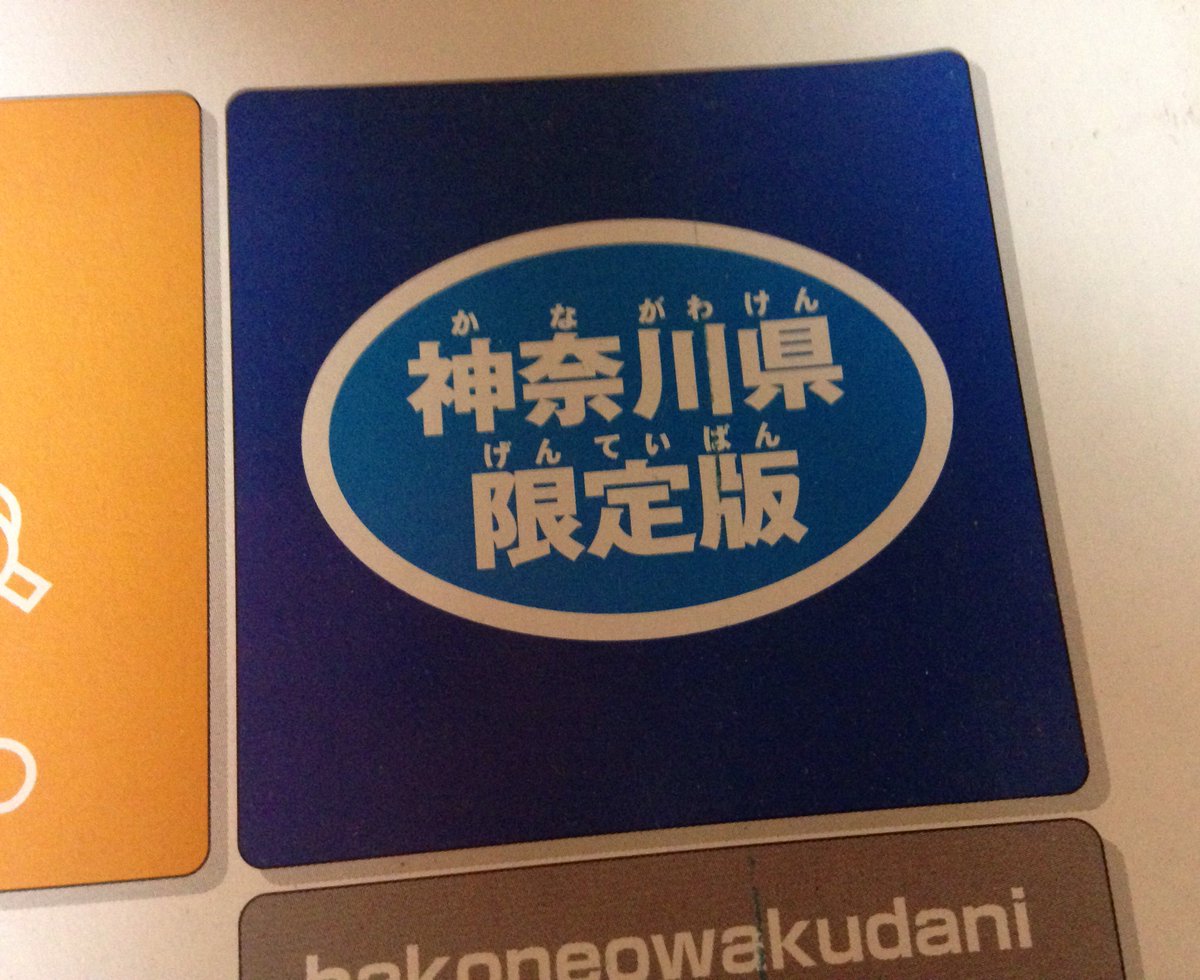 かながわけん
神奈川県
げんていばん
限定版
hakoneowakudani